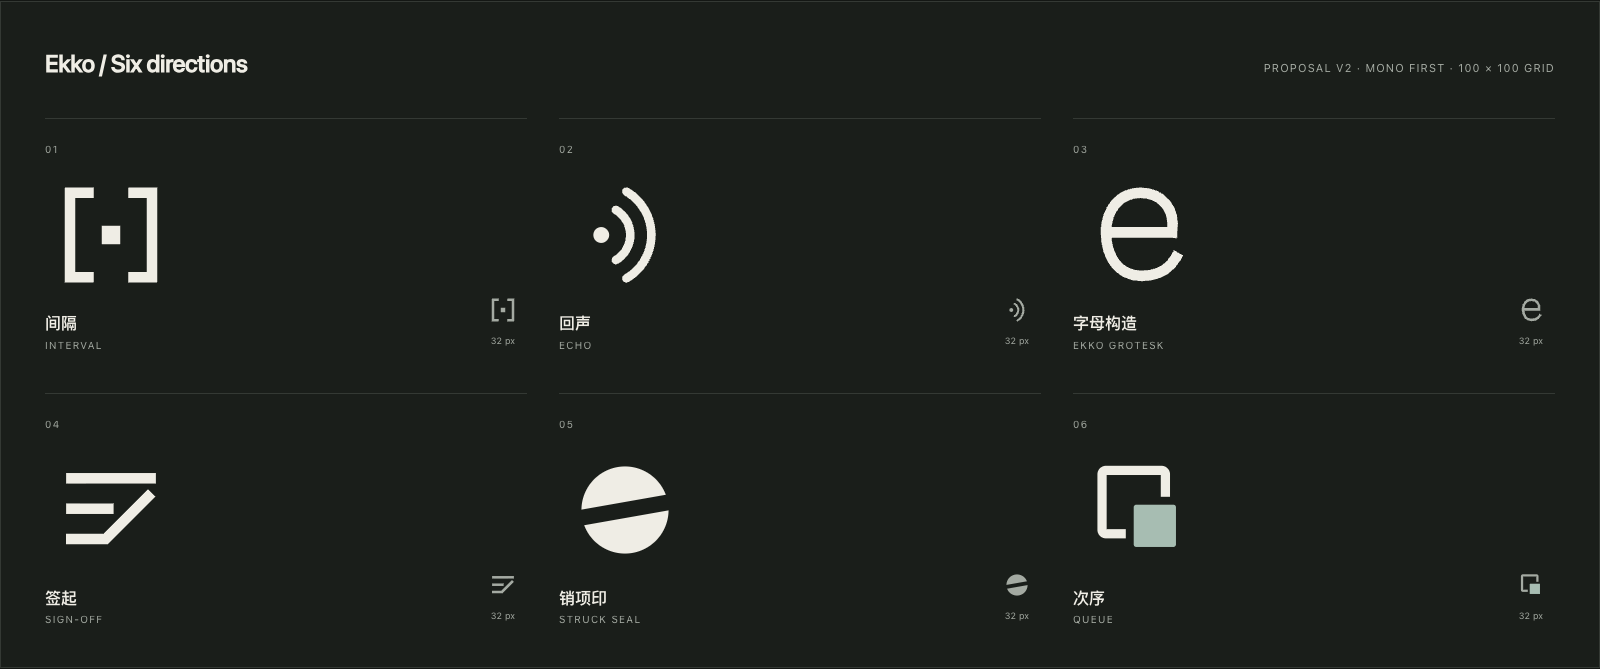 Ekko / Six directions
PROPOSAL V2 · MONO FIRST · 100 × 100 GRID
01
间隔
INTERVAL
32 px
02
回声
ECHO
32 px
03
字母构造
EKKO GROTESK
32 px
04
签起
SIGN-OFF
32 px
05
销项印
STRUCK SEAL
32 px
06
次序
QUEUE
32 px